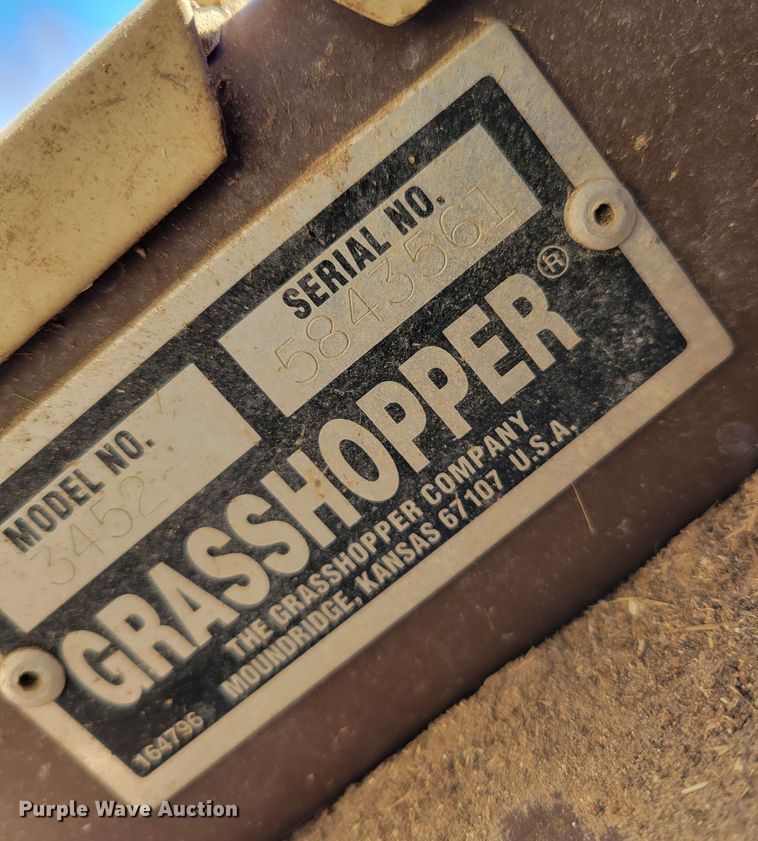 MODEL NO.
3452
SERIAL NO.
5843561
GRASSHOPPER®
THE GRASSHOPPER COMPANY
MOUNDRIDGE, KANSAS 67107 U.S.A.
164796
Purple Wave Auction